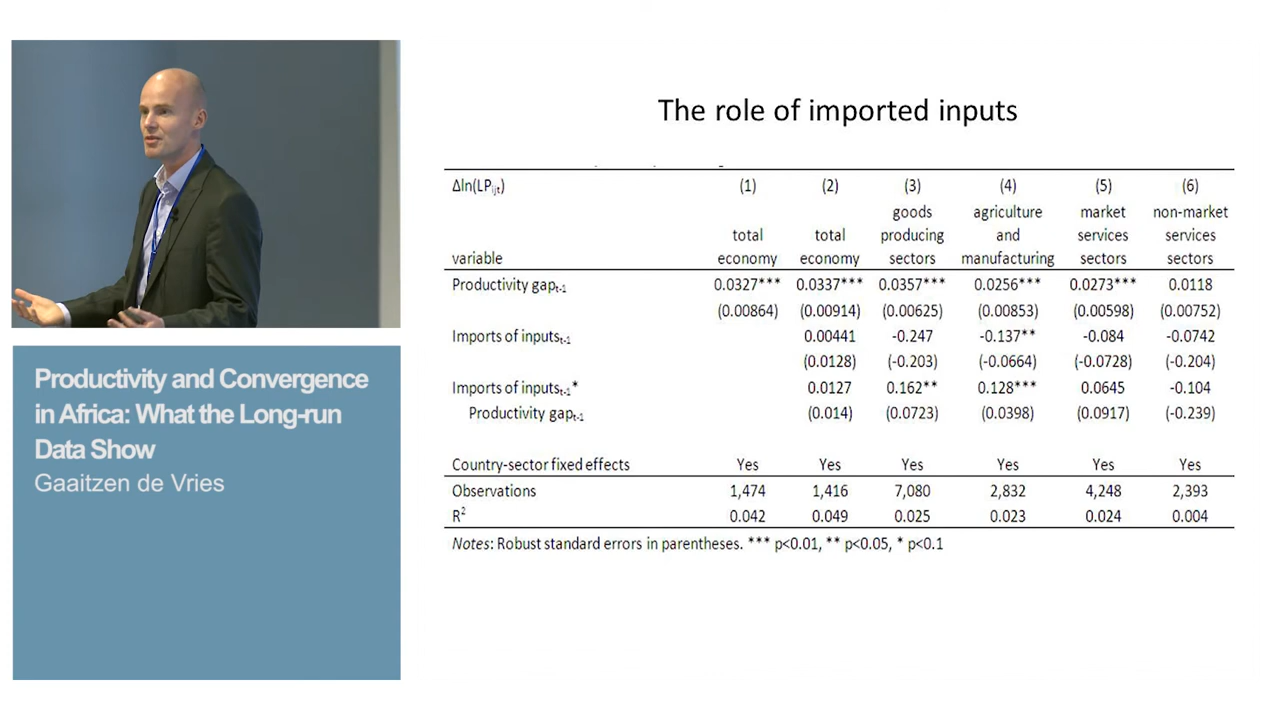 The role of imported inputs
Δln(LPijt) (1) (2) (3) (4) (5) (6)
goods agriculture market non-market
total total producing and services services
variable economy economy sectors manufacturing sectors sectors
Productivity gapt-1 0.0327*** 0.0337*** 0.0357*** 0.0256*** 0.0273*** 0.0118
(0.00864) (0.00914) (0.00625) (0.00853) (0.00598) (0.00752)
Imports of inputst-1 0.00441 -0.247 -0.137** -0.084 -0.0742
(0.0128) (-0.203) (-0.0664) (-0.0728) (-0.204)
Imports of inputst-1* 0.0127 0.162** 0.128*** 0.0645 -0.104
Productivity gapt-1 (0.014) (0.0723) (0.0398) (0.0917) (-0.239)
Country-sector fixed effects Yes Yes Yes Yes Yes Yes
Observations 1,474 1,416 7,080 2,832 4,248 2,393
R2 0.042 0.049 0.025 0.023 0.024 0.004
Notes: Robust standard errors in parentheses. *** p<0.01, ** p<0.05, * p<0.1
Productivity and Convergence
in Africa: What the Long-run
Data Show
Gaaitzen de Vries